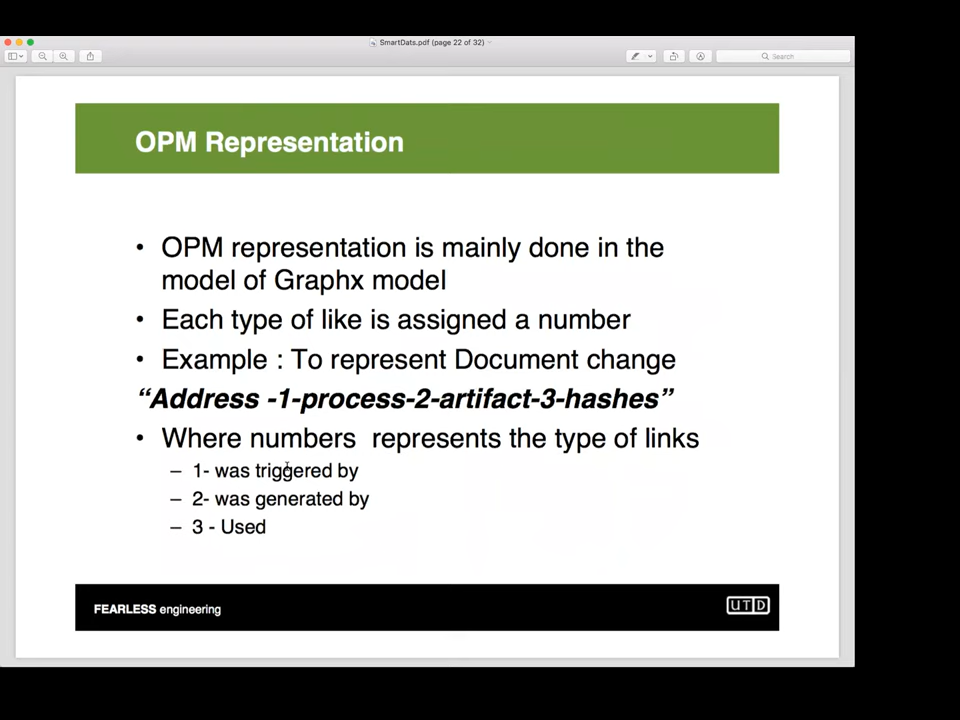 SmartDats.pdf (page 22 of 32)
Search
OPM Representation
• OPM representation is mainly done in the
model of Graphx model
• Each type of like is assigned a number
• Example : To represent Document change
“Address -1-process-2-artifact-3-hashes”
• Where numbers represents the type of links
– 1- was triggered by
– 2- was generated by
– 3 - Used
FEARLESS engineering
UTD